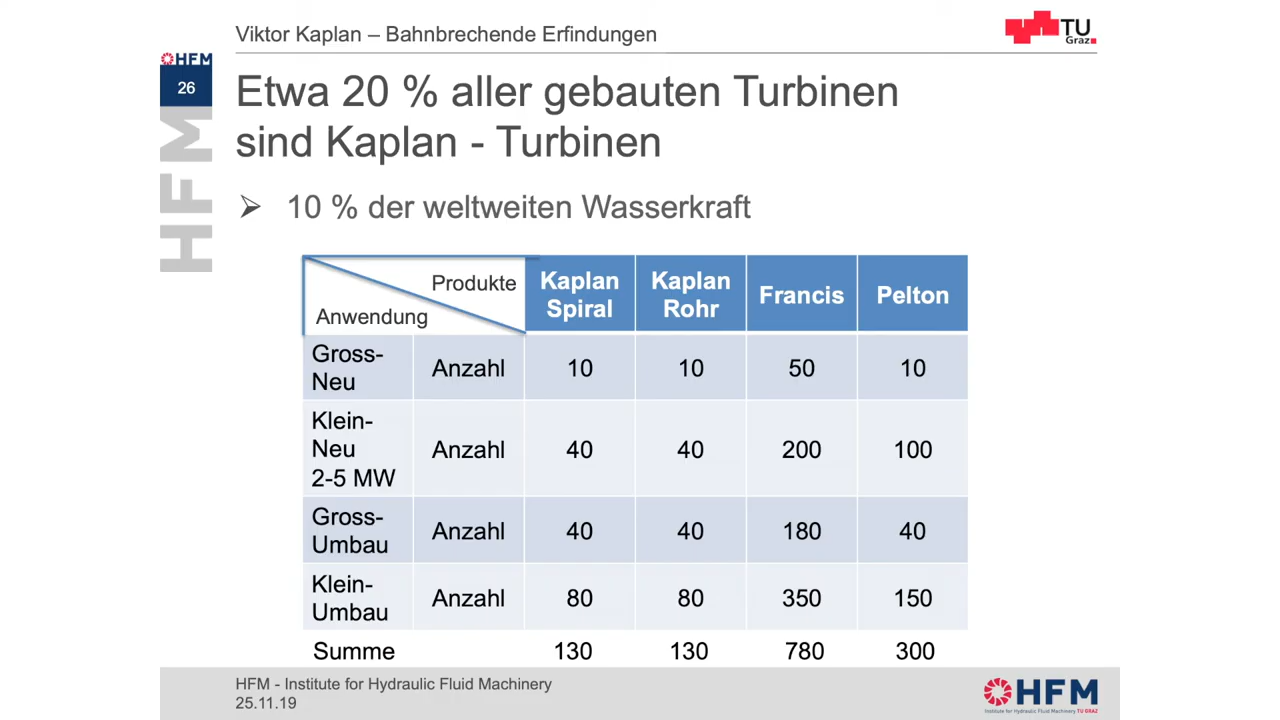 Viktor Kaplan – Bahnbrechende Erfindungen
TU
Graz
HFM
26
HFM
Etwa 20 % aller gebauten Turbinen
sind Kaplan - Turbinen
10 % der weltweiten Wasserkraft
Produkte
Anwendung
Kaplan Spiral
Kaplan Rohr
Francis
Pelton
Gross-
Neu
Anzahl 10 10 50 10
Klein-
Neu
2-5 MW
Anzahl 40 40 200 100
Gross-
Umbau
Anzahl 40 40 180 40
Klein-
Umbau
Anzahl 80 80 350 150
Summe 130 130 780 300
HFM - Institute for Hydraulic Fluid Machinery
25.11.19
HFM
Institute for Hydraulic Fluid Machinery TU GRAZ